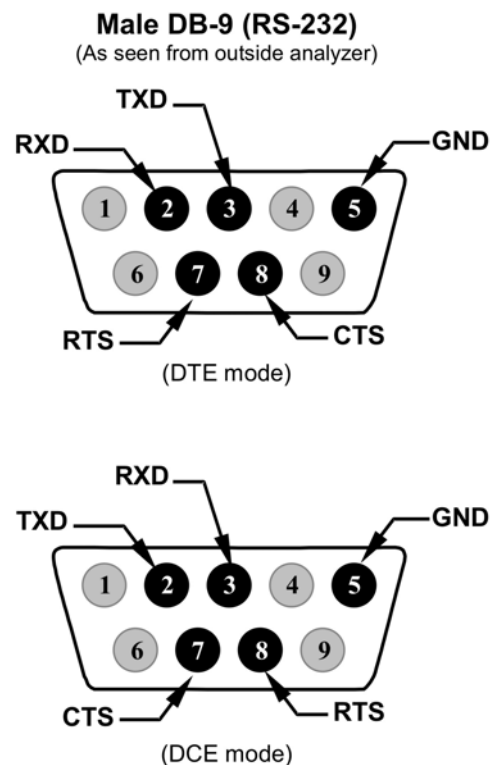 Male DB-9 (RS-232)
(As seen from outside analyzer)
TXD
RXD
GND
1 2 3 4 5
6 7 8 9
RTS
CTS
(DTE mode)
RXD
TXD
GND
1 2 3 4 5
6 7 8 9
CTS
RTS
(DCE mode)